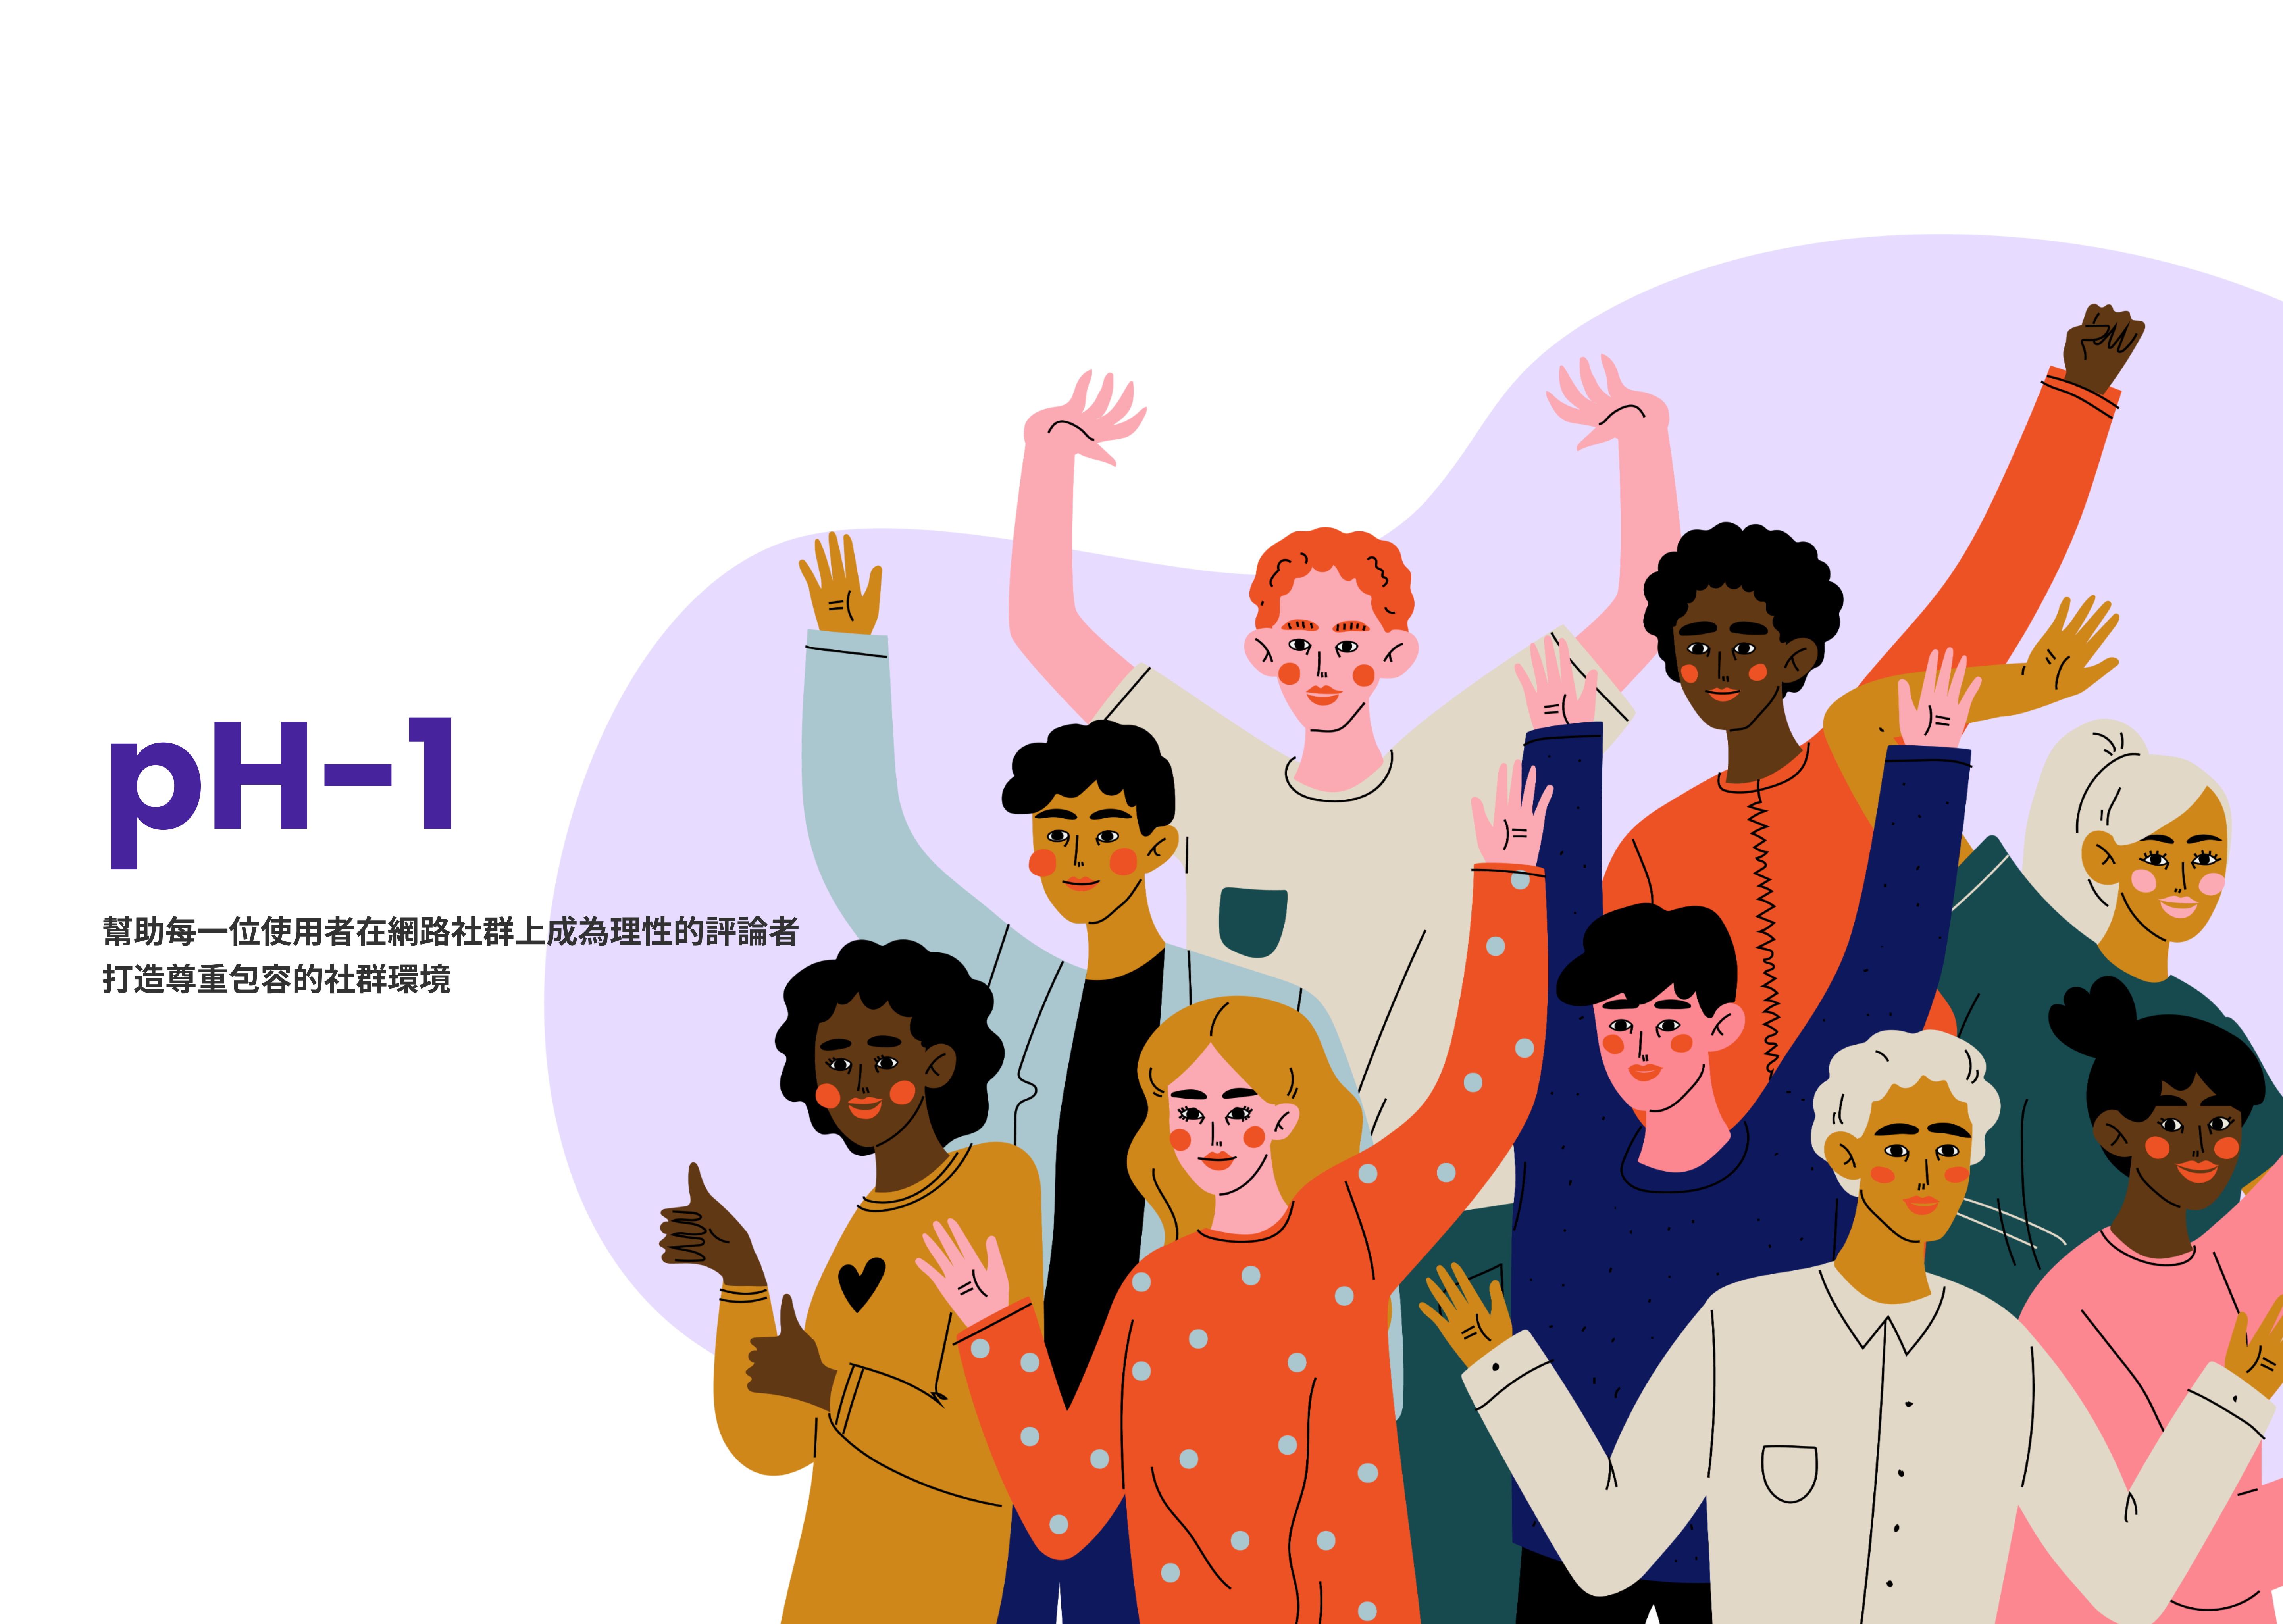 pH-1
幫助每一位使用者在網路社群上成為理性的評論者
打造尊重包容的社群環境